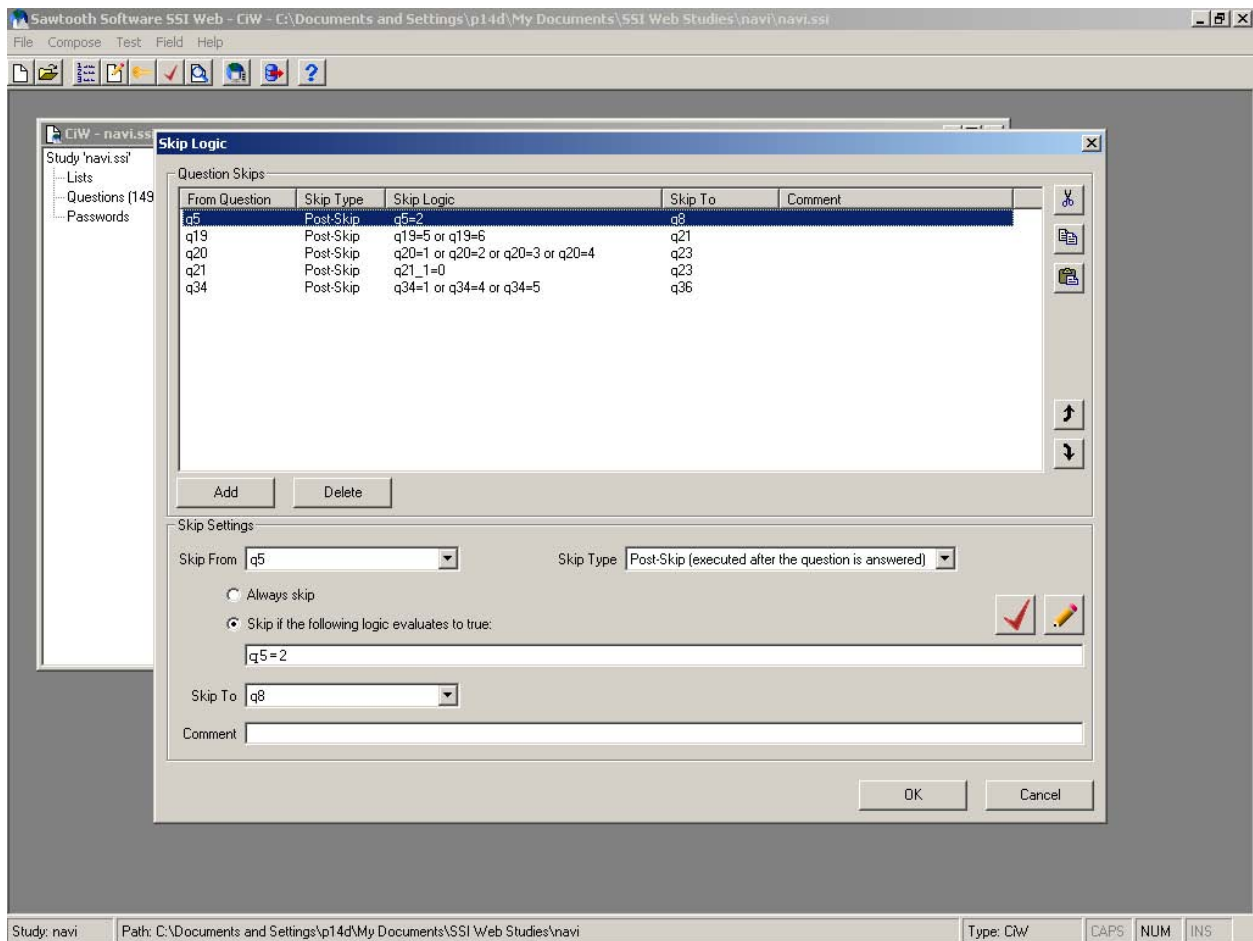 Sawtooth Software SSI Web - CiW - C:\Documents and Settings\p14d\My Documents\SSI Web Studies\navi\navi.ssi
File Compose Test Field Help
CiW - navi.ssi
Study 'navi.ssi'
Lists
Questions (149
Passwords
Skip Logic
Question Skips
From Question Skip Type Skip Logic Skip To Comment
q5 Post-Skip q5=2 q8
q19 Post-Skip q19=5 or q19=6 q21
q20 Post-Skip q20=1 or q20=2 or q20=3 or q20=4 q23
q21 Post-Skip q21_1=0 q23
q34 Post-Skip q34=1 or q34=4 or q34=5 q36
Add Delete
Skip Settings
Skip From q5 Skip Type Post-Skip (executed after the question is answered)
Always skip
Skip if the following logic evaluates to true:
q5=2
Skip To q8
Comment
OK Cancel
Study: navi Path: C:\Documents and Settings\p14d\My Documents\SSI Web Studies\navi Type: CiW CAPS NUM INS